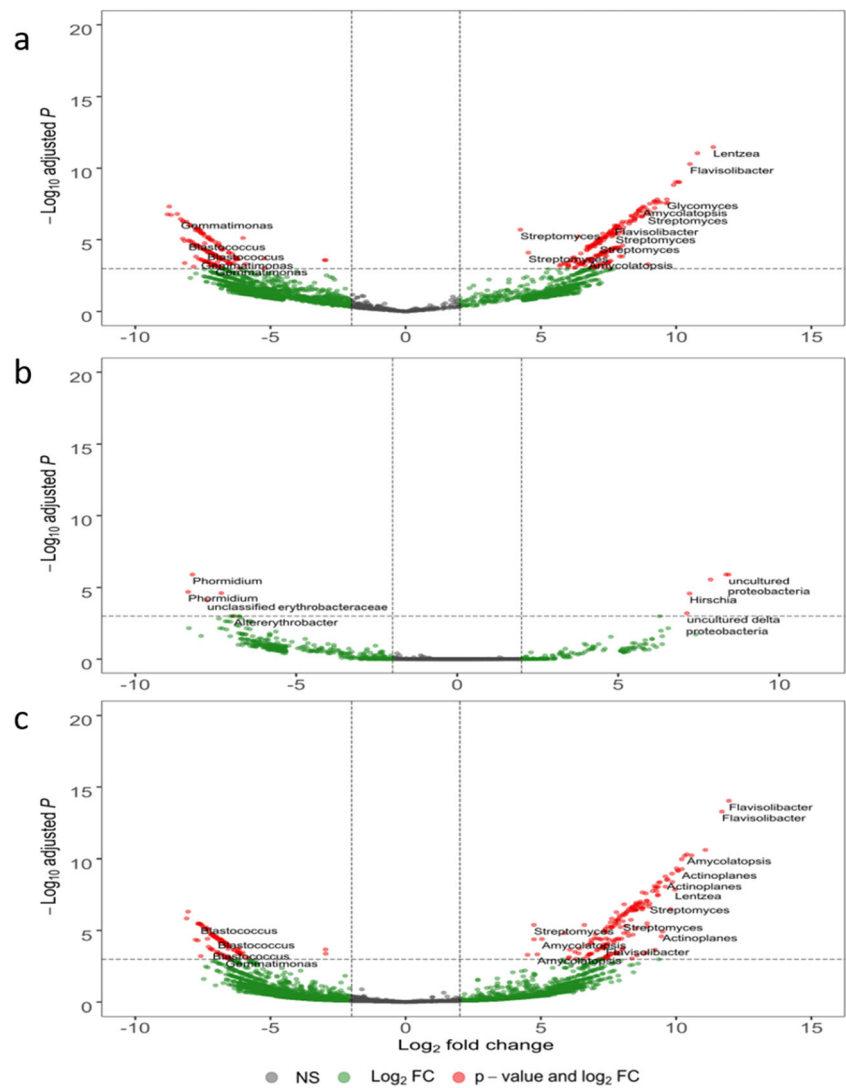 a
20
15
10
5
0
− Log10 adjusted P
Lentzea
Flavisolibacter
Glycomyces
Amycolatopsis
Streptomyces
Gemmatimonas
Streptomyces
Flavisolibacter
Streptomyces
Blastococcus
Streptomyces
Blastococcus
Streptomyces
Gemmatimonas
Amycolatopsis
Gemmatimonas
-10 -5 0 5 10 15
b
20
15
10
5
0
− Log10 adjusted P
Phormidium
uncultured
proteobacteria
Phormidium
Hirschia
unclassified erythrobacteraceae
Altererythrobacter
uncultured delta
proteobacteria
-10 -5 0 5 10
c
20
15
10
5
0
− Log10 adjusted P
Flavisolibacter
Flavisolibacter
Amycolatopsis
Actinoplanes
Actinoplanes
Lentzea
Streptomyces
Blastococcus
Streptomyces
Streptomyces
Actinoplanes
Blastococcus
Amycolatopsis
Flavisolibacter
Blastococcus
Gemmatimonas
Amycolatopsis
-10 -5 0 5 10 15
Log2 fold change
NS Log2 FC p − value and log2 FC